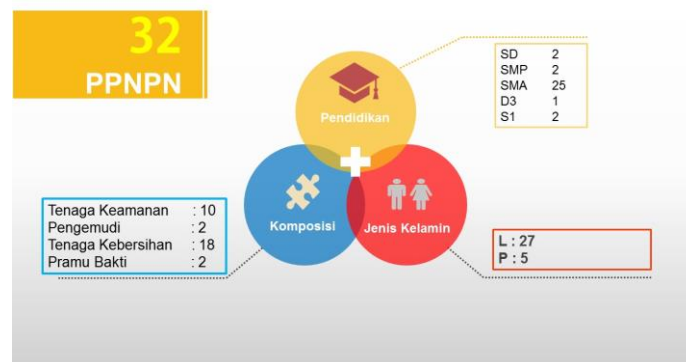 32
PPNPN
SD 2
SMP 2
SMA 25
D3 1
S1 2
Pendidikan
Komposisi
Jenis Kelamin
Tenaga Keamanan : 10
Pengemudi : 2
Tenaga Kebersihan : 18
Pramu Bakti : 2
L : 27
P : 5